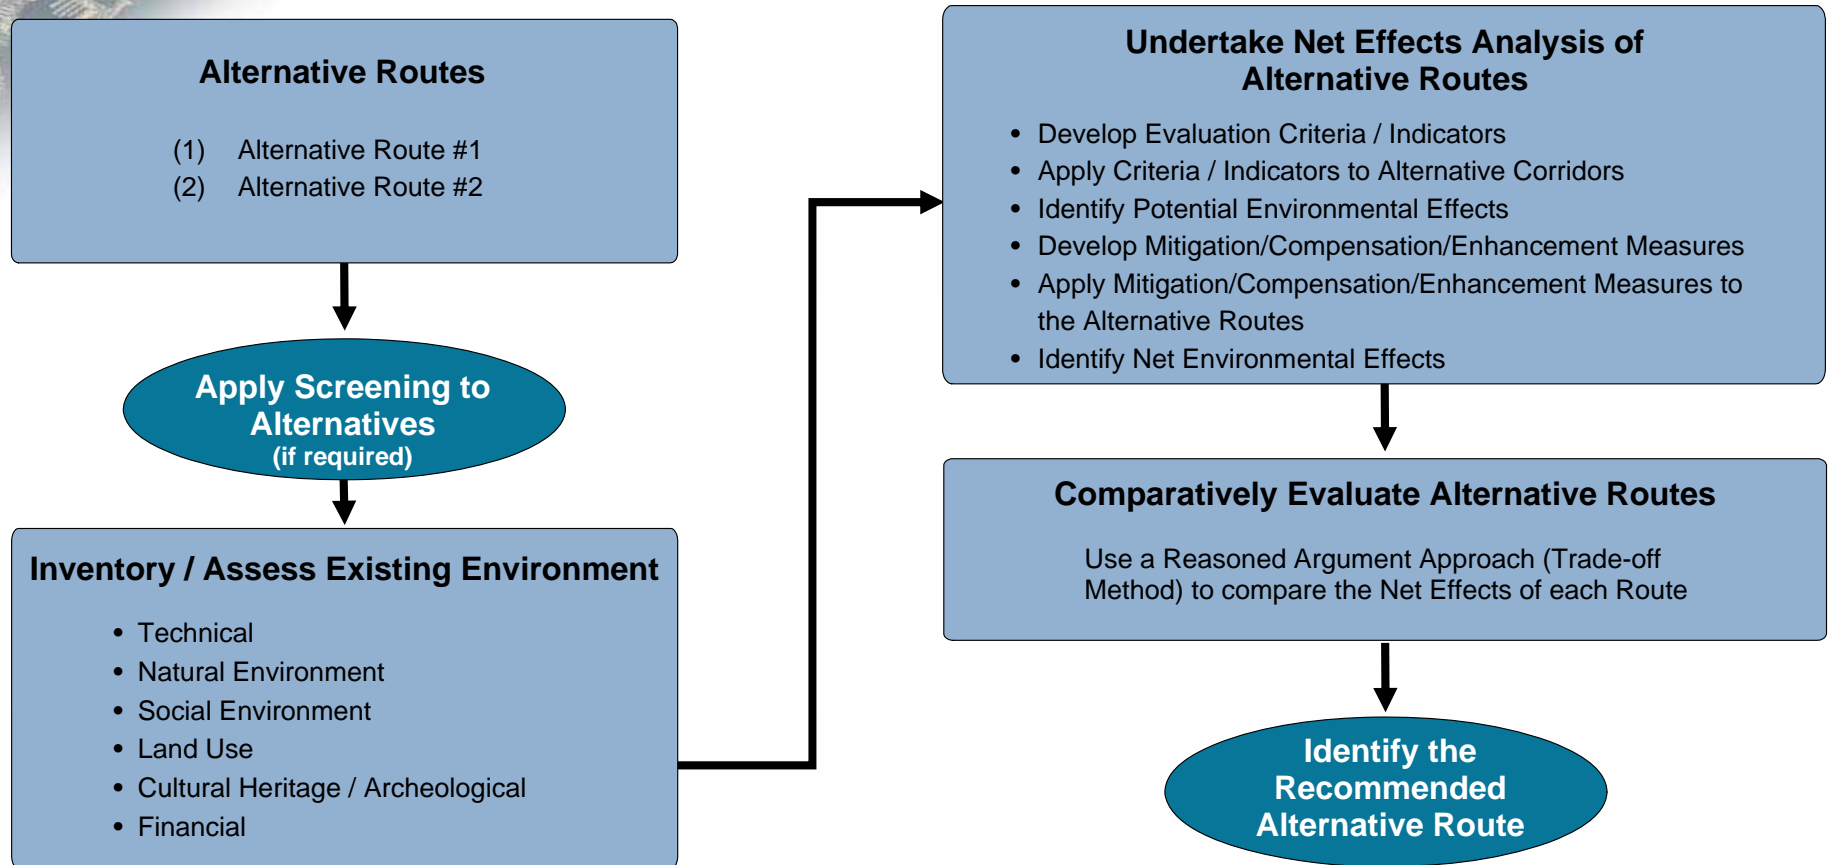 Alternative Routes
(1) Alternative Route #1
(2) Alternative Route #2
Apply Screening to
Alternatives
(if required)
Inventory / Assess Existing Environment
• Technical
• Natural Environment
• Social Environment
• Land Use
• Cultural Heritage / Archeological
• Financial
Undertake Net Effects Analysis of
Alternative Routes
• Develop Evaluation Criteria / Indicators
• Apply Criteria / Indicators to Alternative Corridors
• Identify Potential Environmental Effects
• Develop Mitigation/Compensation/Enhancement Measures
• Apply Mitigation/Compensation/Enhancement Measures to
the Alternative Routes
• Identify Net Environmental Effects
Comparatively Evaluate Alternative Routes
Use a Reasoned Argument Approach (Trade-off
Method) to compare the Net Effects of each Route
Identify the
Recommended
Alternative Route